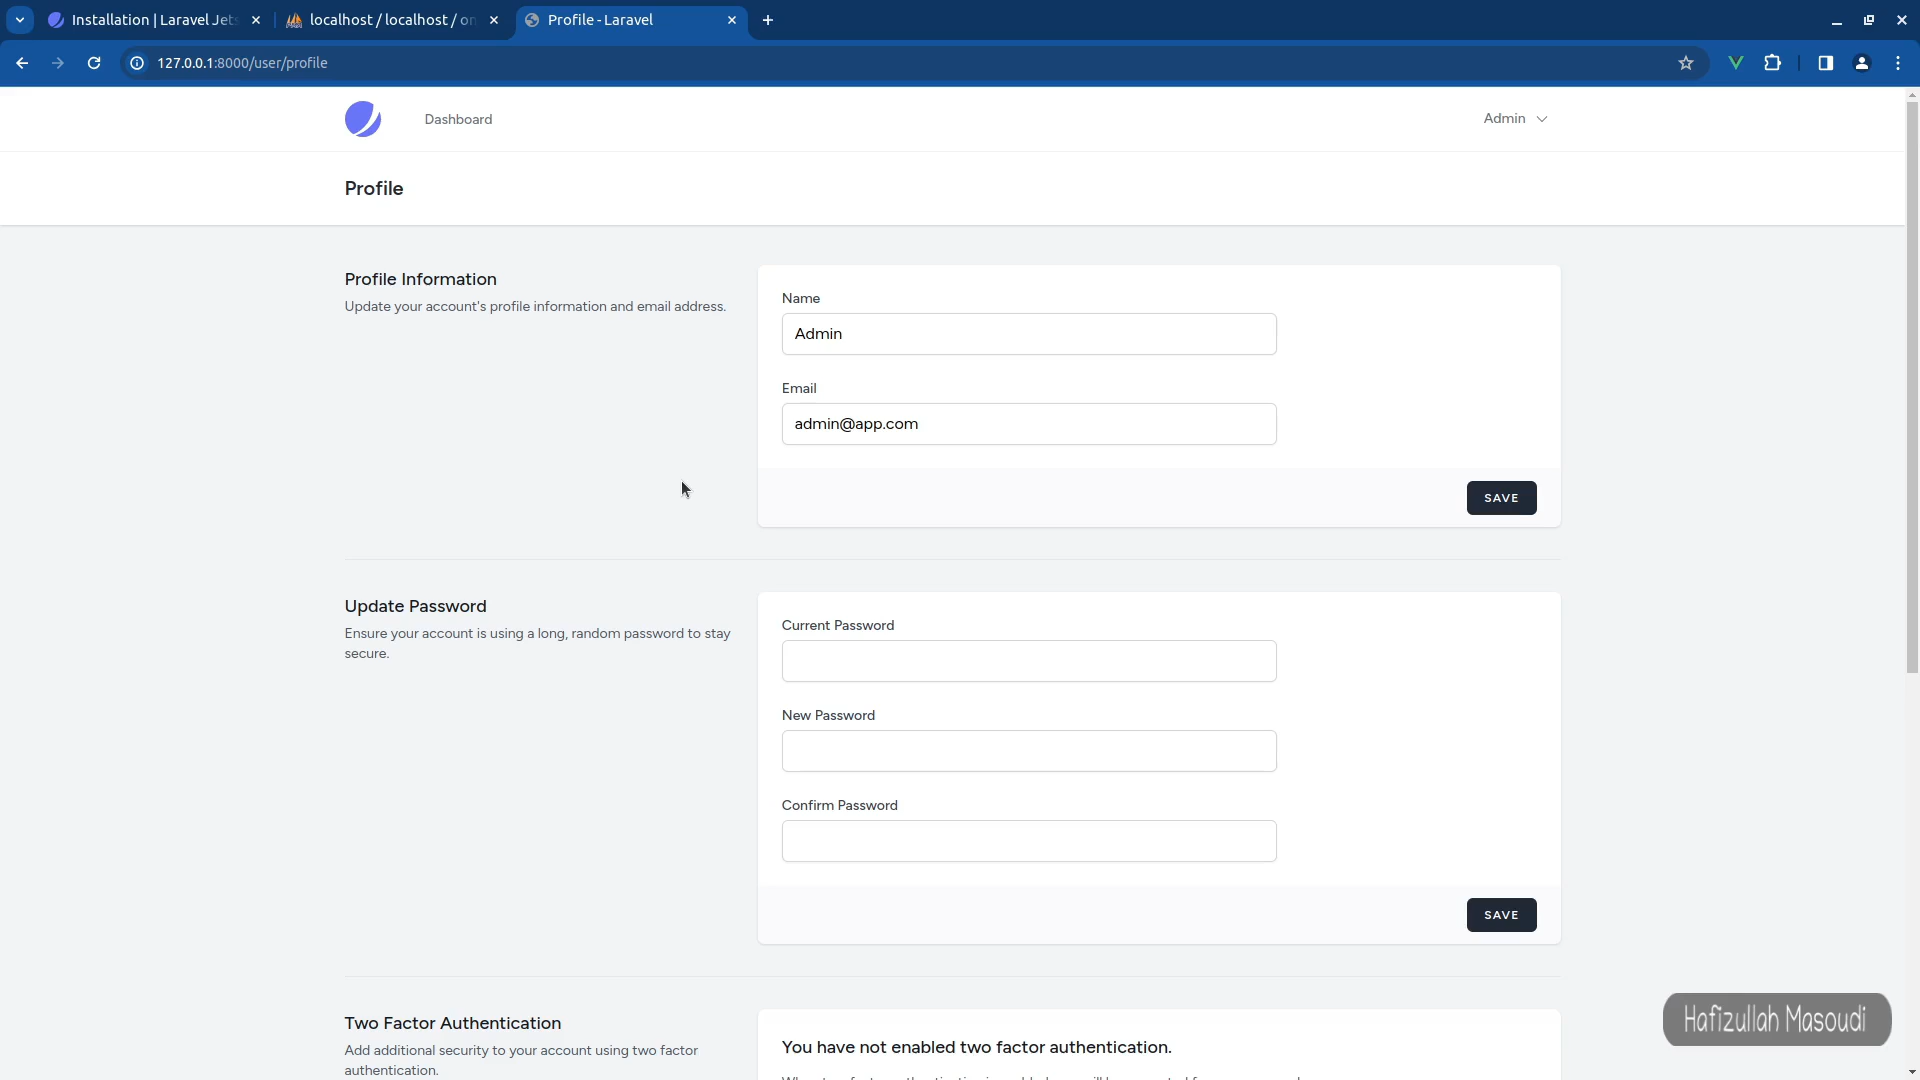 Installation | Laravel Jets
localhost / localhost / on
Profile - Laravel
127.0.0.1:8000/user/profile
Dashboard
Admin
Profile
Profile Information
Update your account's profile information and email address.
Name
Admin
Email
admin@app.com
SAVE
Update Password
Ensure your account is using a long, random password to stay
secure.
Current Password
New Password
Confirm Password
SAVE
Two Factor Authentication
Add additional security to your account using two factor
authentication.
You have not enabled two factor authentication.
Hafizullah Masoudi